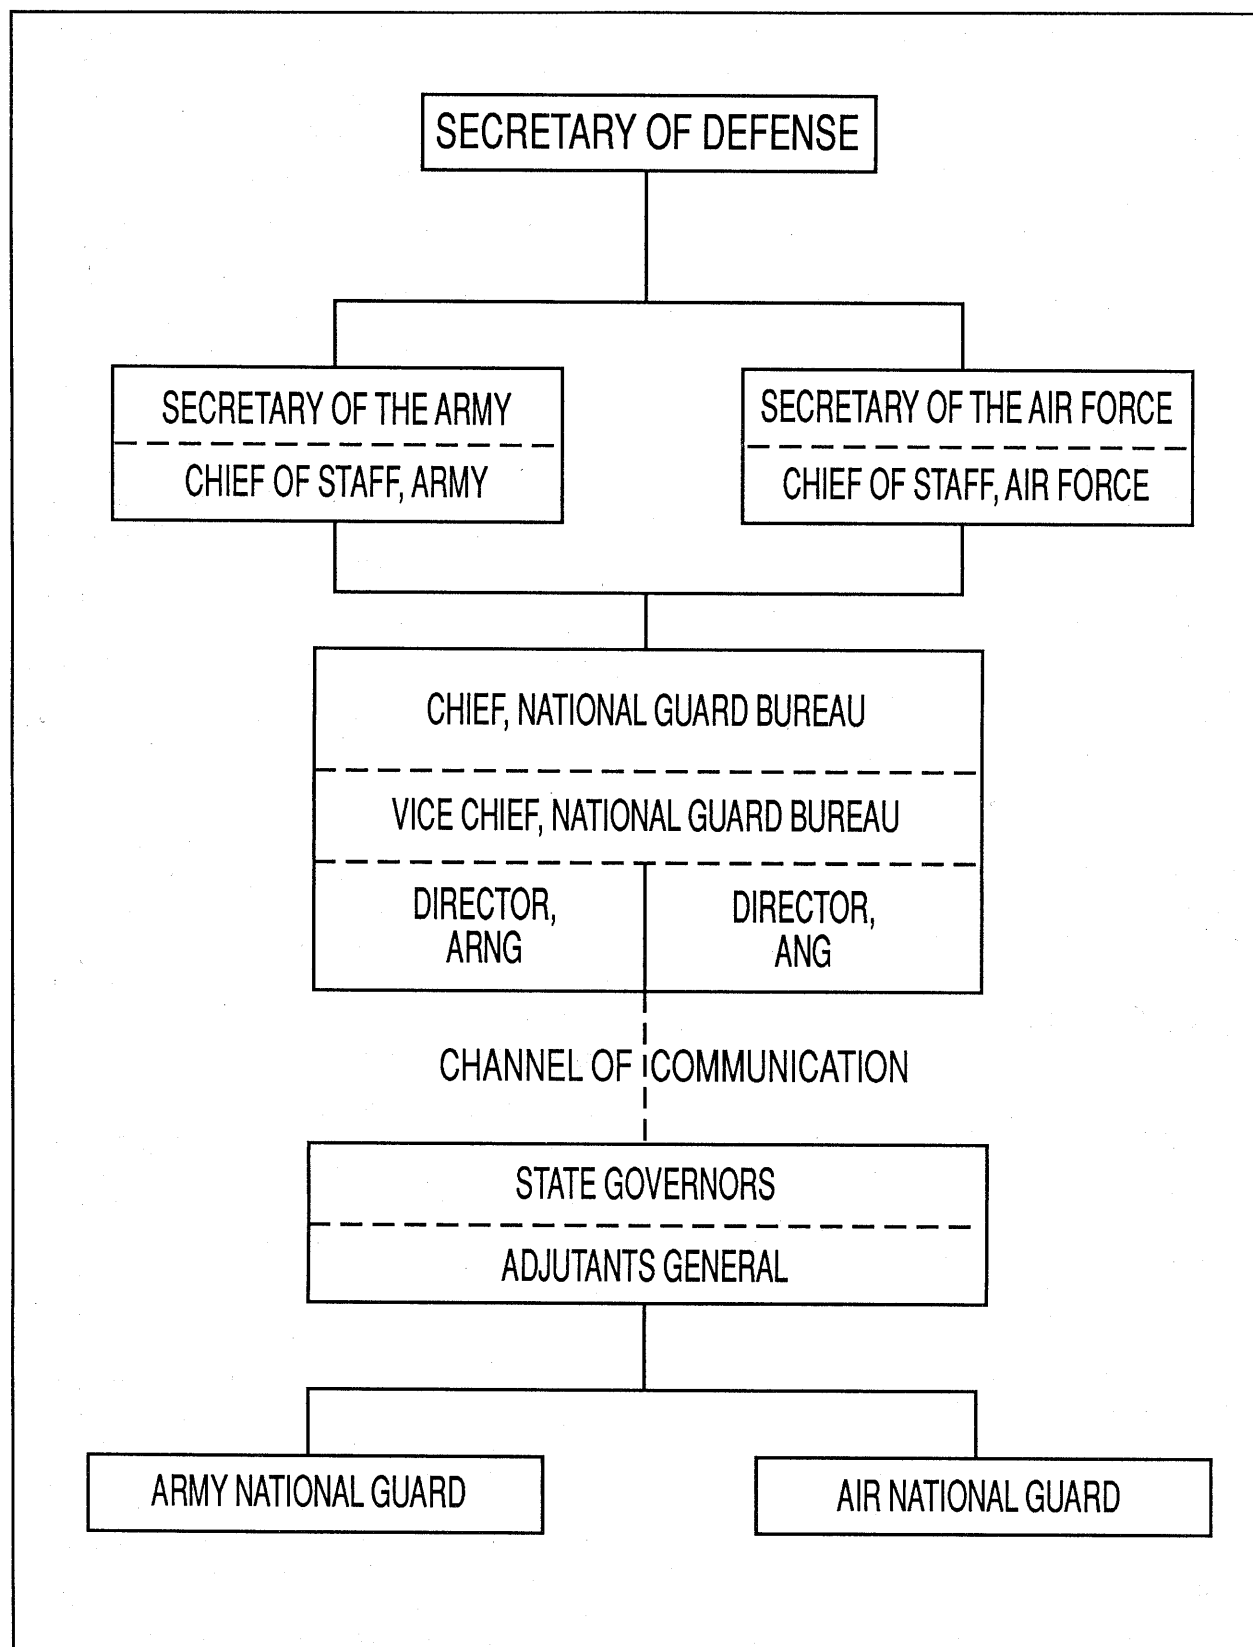 SECRETARY OF DEFENSE
SECRETARY OF THE ARMY
CHIEF OF STAFF, ARMY
SECRETARY OF THE AIR FORCE
CHIEF OF STAFF, AIR FORCE
CHIEF, NATIONAL GUARD BUREAU
VICE CHIEF, NATIONAL GUARD BUREAU
DIRECTOR,
ARNG
DIRECTOR,
ANG
CHANNEL OF COMMUNICATION
STATE GOVERNORS
ADJUTANTS GENERAL
ARMY NATIONAL GUARD
AIR NATIONAL GUARD